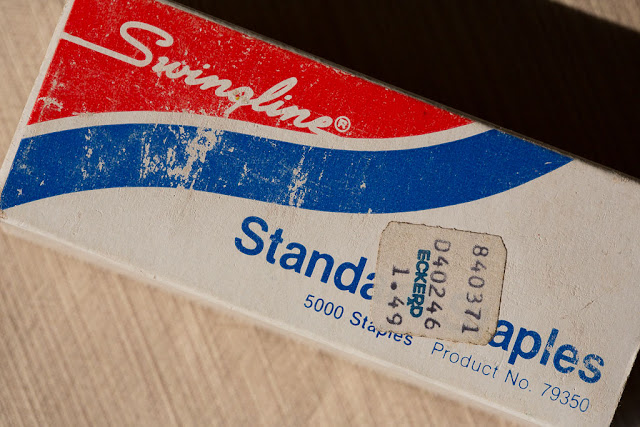 Swingline®
Standa aples
5000 Staples Product No. 79350
840371
D40246
ECKERD
1.49